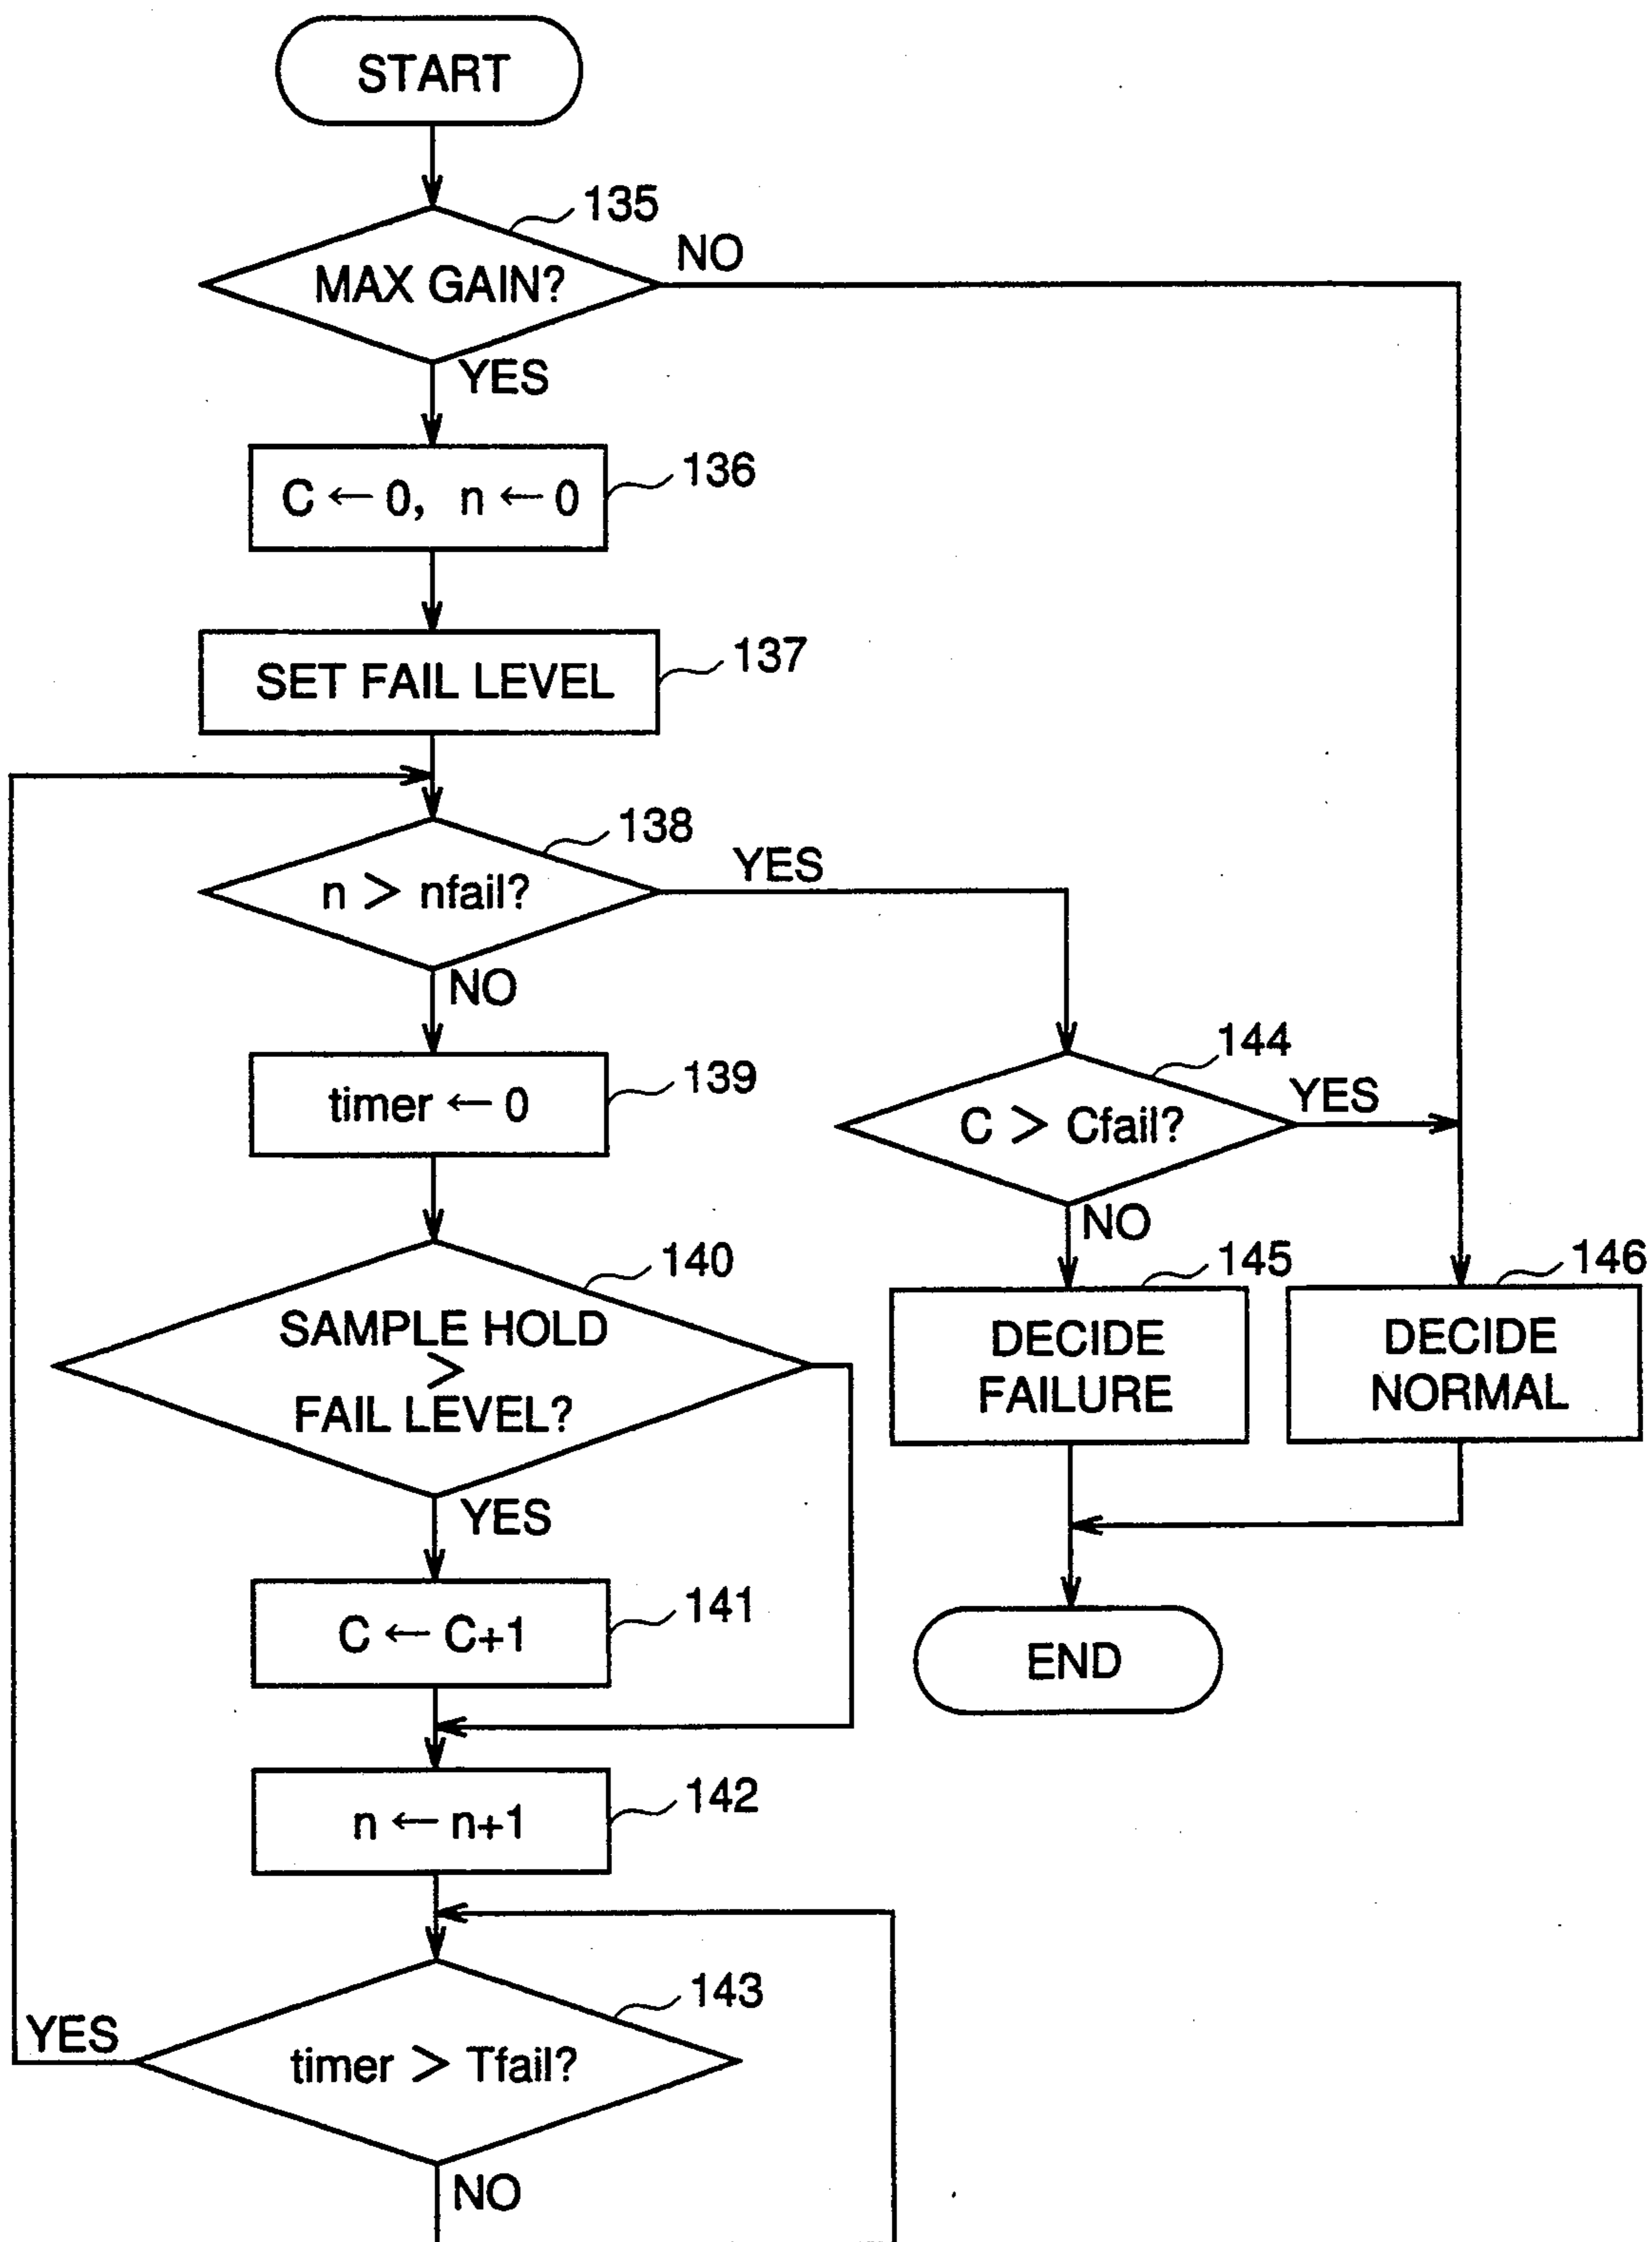 START
135
MAX GAIN?
NO
YES
136
C ← 0, n ← 0
137
SET FAIL LEVEL
138
n > nfail?
YES
NO
139
timer ← 0
144
C > Cfail?
YES
NO
140
SAMPLE HOLD
>
FAIL LEVEL?
YES
145
DECIDE
FAILURE
146
DECIDE
NORMAL
141
C ← C+1
END
142
n ← n+1
143
timer > Tfail?
YES
NO